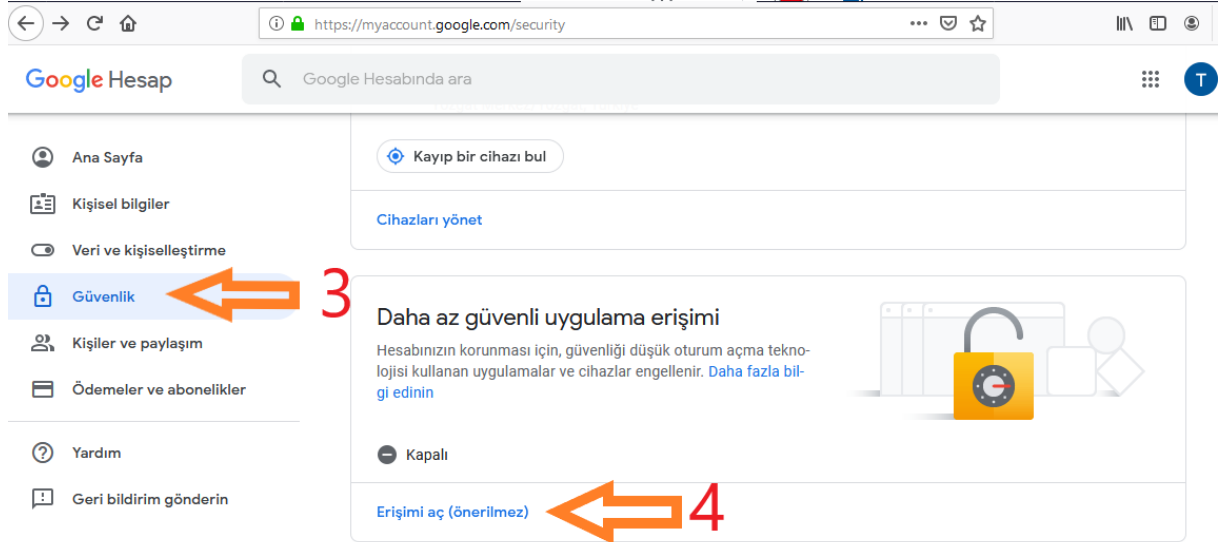 https://myaccount.google.com/security
Google Hesap
Google Hesabında ara
T
Ana Sayfa
Kişisel bilgiler
Veri ve kişiselleştirme
Güvenlik
3
Kişiler ve paylaşım
Ödemeler ve abonelikler
Yardım
Geri bildirim gönderin
Kayıp bir cihazı bul
Cihazları yönet
Daha az güvenli uygulama erişimi
Hesabınızın korunması için, güvenliği düşük oturum açma tekno-
lojisi kullanan uygulamalar ve cihazlar engellenir. Daha fazla bil-
gi edinin
Kapalı
Erişimi aç (önerilmez)
4